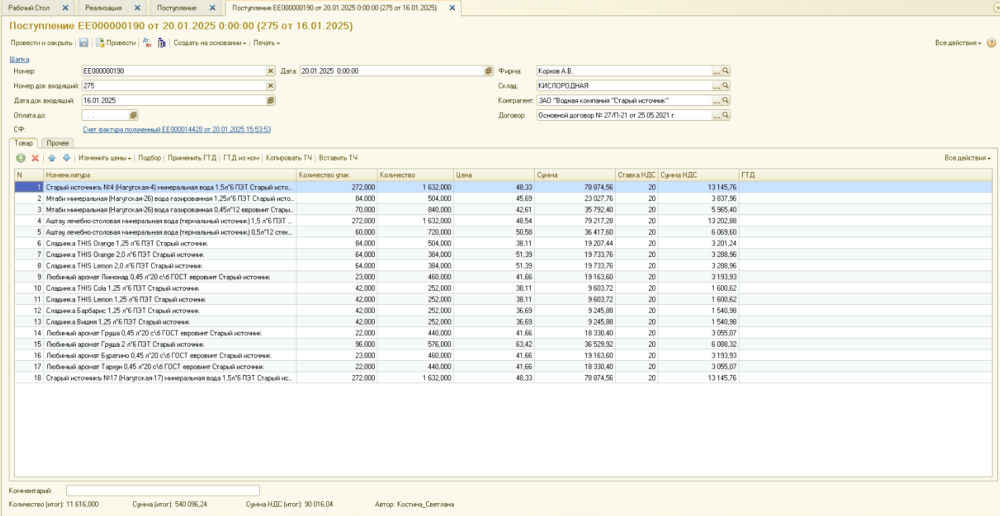 Рабочий Стол Реализация Поступление Поступление ЕЕ000000190 от 20.01.2025 0:00:00 (275 от 16.01.2025)
Поступление ЕЕ000000190 от 20.01.2025 0:00:00 (275 от 16.01.2025)
Провести и закрыть Провести Дт Кт Создать на основании Печать Все действия
Шапка
Номер: ЕЕ000000190 Дата: 20.01.2025 0:00:00 Фирма: Корхов А.В.
Номер док входящий: 275 Склад: КИСЛОРОДНАЯ
Дата док входящий: 16.01.2025 Контрагент: ЗАО "Водная компания "Старый источник"
Оплата до: . . Договор: Основной договор № 27/П-21 от 25.05.2021 г.
СФ: Счет фактура полученный ЕЕ000014428 от 20.01.2025 15:53:53
Товар Прочее
Изменить цены Подбор Применить ГТД ГТД из ном Копировать ТЧ Вставить ТЧ Все действия
N Номенклатура Количество упак Количество Цена Сумма Ставка НДС Сумма НДС ГТД
1 Старый источникъ №4 (Нагутская-4) минеральная вода 1,5л*6 ПЭТ Старый исто... 272,000 1 632,000 48,33 78 874,56 20 13 145,76
2 Мтаби минеральная (Нагутская-26) вода газированная 1,25л*6 ПЭТ Старый исто... 84,000 504,000 45,69 23 027,76 20 3 837,96
3 Мтаби минеральная (Нагутская-26) вода газированная 0,45л*12 евровинт Стары... 70,000 840,000 42,61 35 792,40 20 5 965,40
4 Аштау лечебно-столовая минеральная вода (термальный источник) 1,5 л*6 ПЭТ ... 272,000 1 632,000 48,54 79 217,28 20 13 202,88
5 Аштау лечебно-столовая минеральная вода (термальный источник) 0,5л*12 стек... 60,000 720,000 50,58 36 417,60 20 6 069,60
6 Сладинка THIS Orange 1,25 л*6 ПЭТ Старый источник 84,000 504,000 38,11 19 207,44 20 3 201,24
7 Сладинка THIS Orange 2,0 л*6 ПЭТ Старый источник 64,000 384,000 51,39 19 733,76 20 3 288,96
8 Сладинка THIS Lemon 2,0 л*6 ПЭТ Старый источник 64,000 384,000 51,39 19 733,76 20 3 288,96
9 Любимый аромат Лимонад 0,45 л*20 с\б ГОСТ евровинт Старый источник 23,000 460,000 41,66 19 163,60 20 3 193,93
10 Сладинка THIS Cola 1,25 л*6 ПЭТ Старый источник 42,000 252,000 38,11 9 603,72 20 1 600,62
11 Сладинка THIS Lemon 1,25 л*6 ПЭТ Старый источник 42,000 252,000 38,11 9 603,72 20 1 600,62
12 Сладинка Барбарис 1,25 л*6 ПЭТ Старый источник 42,000 252,000 36,69 9 245,88 20 1 540,98
13 Сладинка Вишня 1,25 л*6 ПЭТ Старый источник 42,000 252,000 36,69 9 245,88 20 1 540,98
14 Любимый аромат Груша 0,45 л*20 с\б ГОСТ евровинт Старый источник 22,000 440,000 41,66 18 330,40 20 3 055,07
15 Любимый аромат Груша 2 л*6 ПЭТ Старый источник 96,000 576,000 63,42 36 529,92 20 6 088,32
16 Любимый аромат Буратино 0,45 л*20 с\б ГОСТ евровинт Старый источник 23,000 460,000 41,66 19 163,60 20 3 193,93
17 Любимый аромат Тархун 0,45 л*20 с\б ГОСТ евровинт Старый источник 22,000 440,000 41,66 18 330,40 20 3 055,07
18 Старый источникъ №17 (Нагутская-17) минеральная вода 1,5л*6 ПЭТ Старый ис... 272,000 1 632,000 48,33 78 874,56 20 13 145,76
Комментарий:
Количество (итог): 11 616,000 Сумма (итог): 540 096,24 Сумма НДС (итог): 90 016,04 Автор: Костина_Светлана